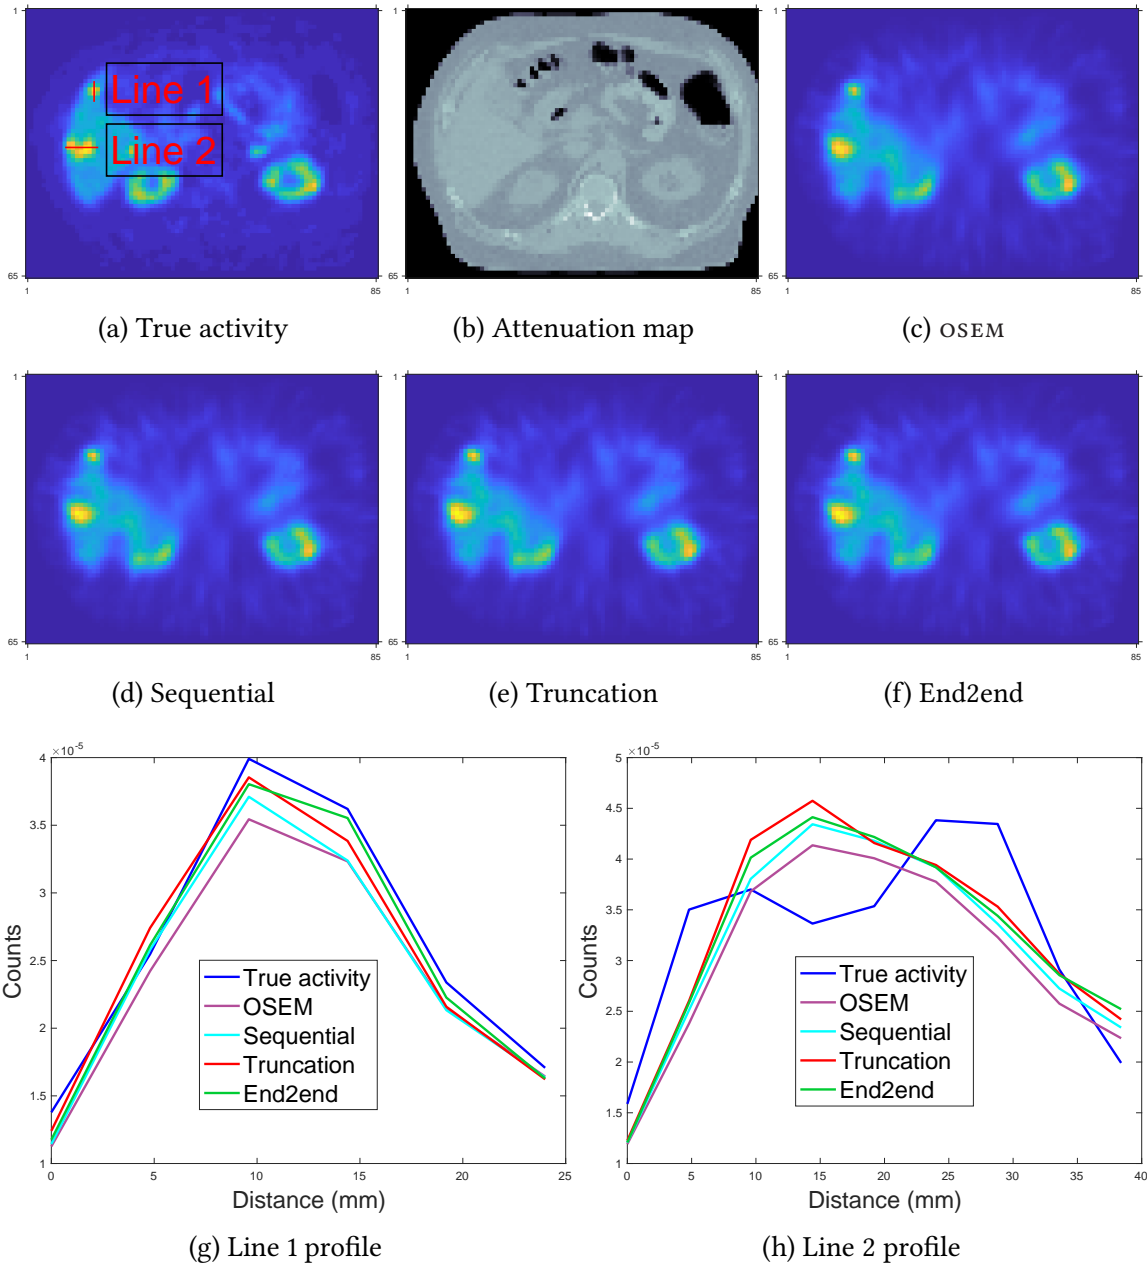 1
65
1
85
Line 1
Line 2
(a) True activity
1
65
1
85
(b) Attenuation map
1
65
1
85
(c) OSEM
1
65
1
85
(d) Sequential
1
65
1
85
(e) Truncation
1
65
1
85
(f) End2end
×10-5
4
3.5
3
2.5
2
1.5
1
Counts
True activity
OSEM
Sequential
Truncation
End2end
0 5 10 15 20 25
Distance (mm)
(g) Line 1 profile
×10-5
5
4.5
4
3.5
3
2.5
2
1.5
1
Counts
True activity
OSEM
Sequential
Truncation
End2end
0 5 10 15 20 25 30 35 40
Distance (mm)
(h) Line 2 profile